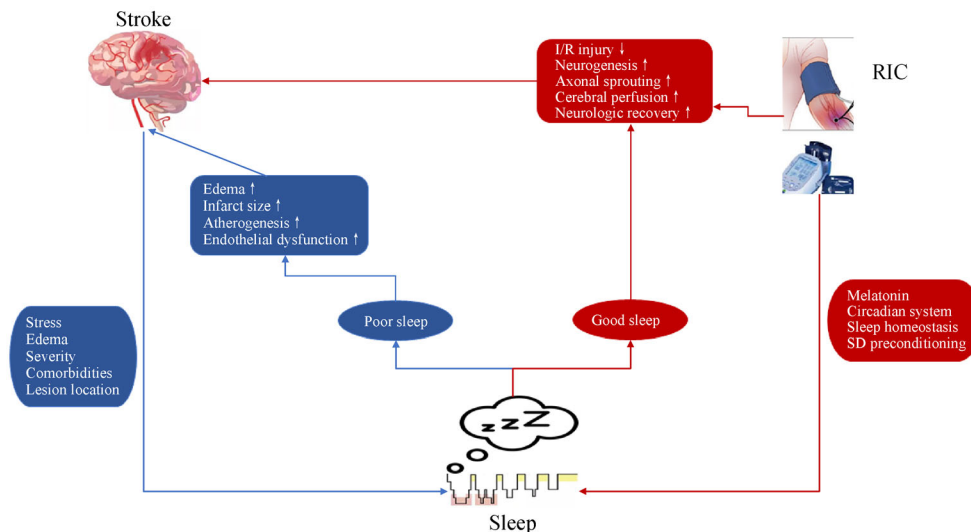 Stroke
I/R injury ↓
Neurogenesis ↑
Axonal sprouting ↑
Cerebral perfusion ↑
Neurologic recovery ↑
RIC
Edema ↑
Infarct size ↑
Atherogenesis ↑
Endothelial dysfunction ↑
Poor sleep
Good sleep
Stress
Edema
Severity
Comorbidities
Lesion location
Melatonin
Circadian system
Sleep homeostasis
SD preconditioning
z z Z
Sleep